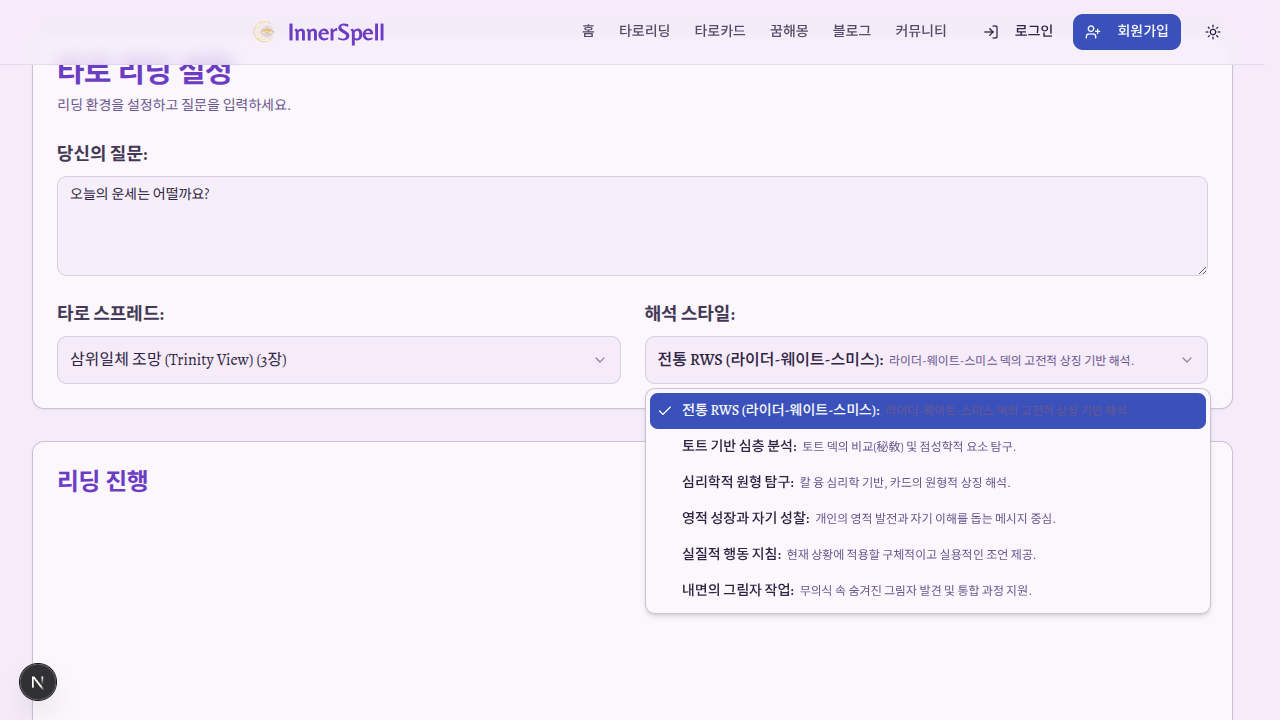 InnerSpell
홈
타로리딩
타로카드
꿈해몽
블로그
커뮤니티
로그인
회원가입
타로 리딩 설정
리딩 환경을 설정하고 질문을 입력하세요.
당신의 질문:
오늘의 운세는 어떨까요?
타로 스프레드:
해석 스타일:
삼위일체 조망 (Trinity View) (3장)
전통 RWS (라이더-웨이트-스미스): 라이더-웨이트-스미스 덱의 고전적 상징 기반 해석.
전통 RWS (라이더-웨이트-스미스): 라이더-웨이트-스미스 덱의 고전적 상징 기반 해석.
토트 기반 심층 분석: 토트 덱의 비교(秘敎) 및 점성학적 요소 탐구.
심리학적 원형 탐구: 칼 융 심리학 기반, 카드의 원형적 상징 해석.
영적 성장과 자기 성찰: 개인의 영적 발전과 자기 이해를 돕는 메시지 중심.
실질적 행동 지침: 현재 상황에 적용할 구체적이고 실용적인 조언 제공.
내면의 그림자 작업: 무의식 속 숨겨진 그림자 발견 및 통합 과정 지원.
리딩 진행
N